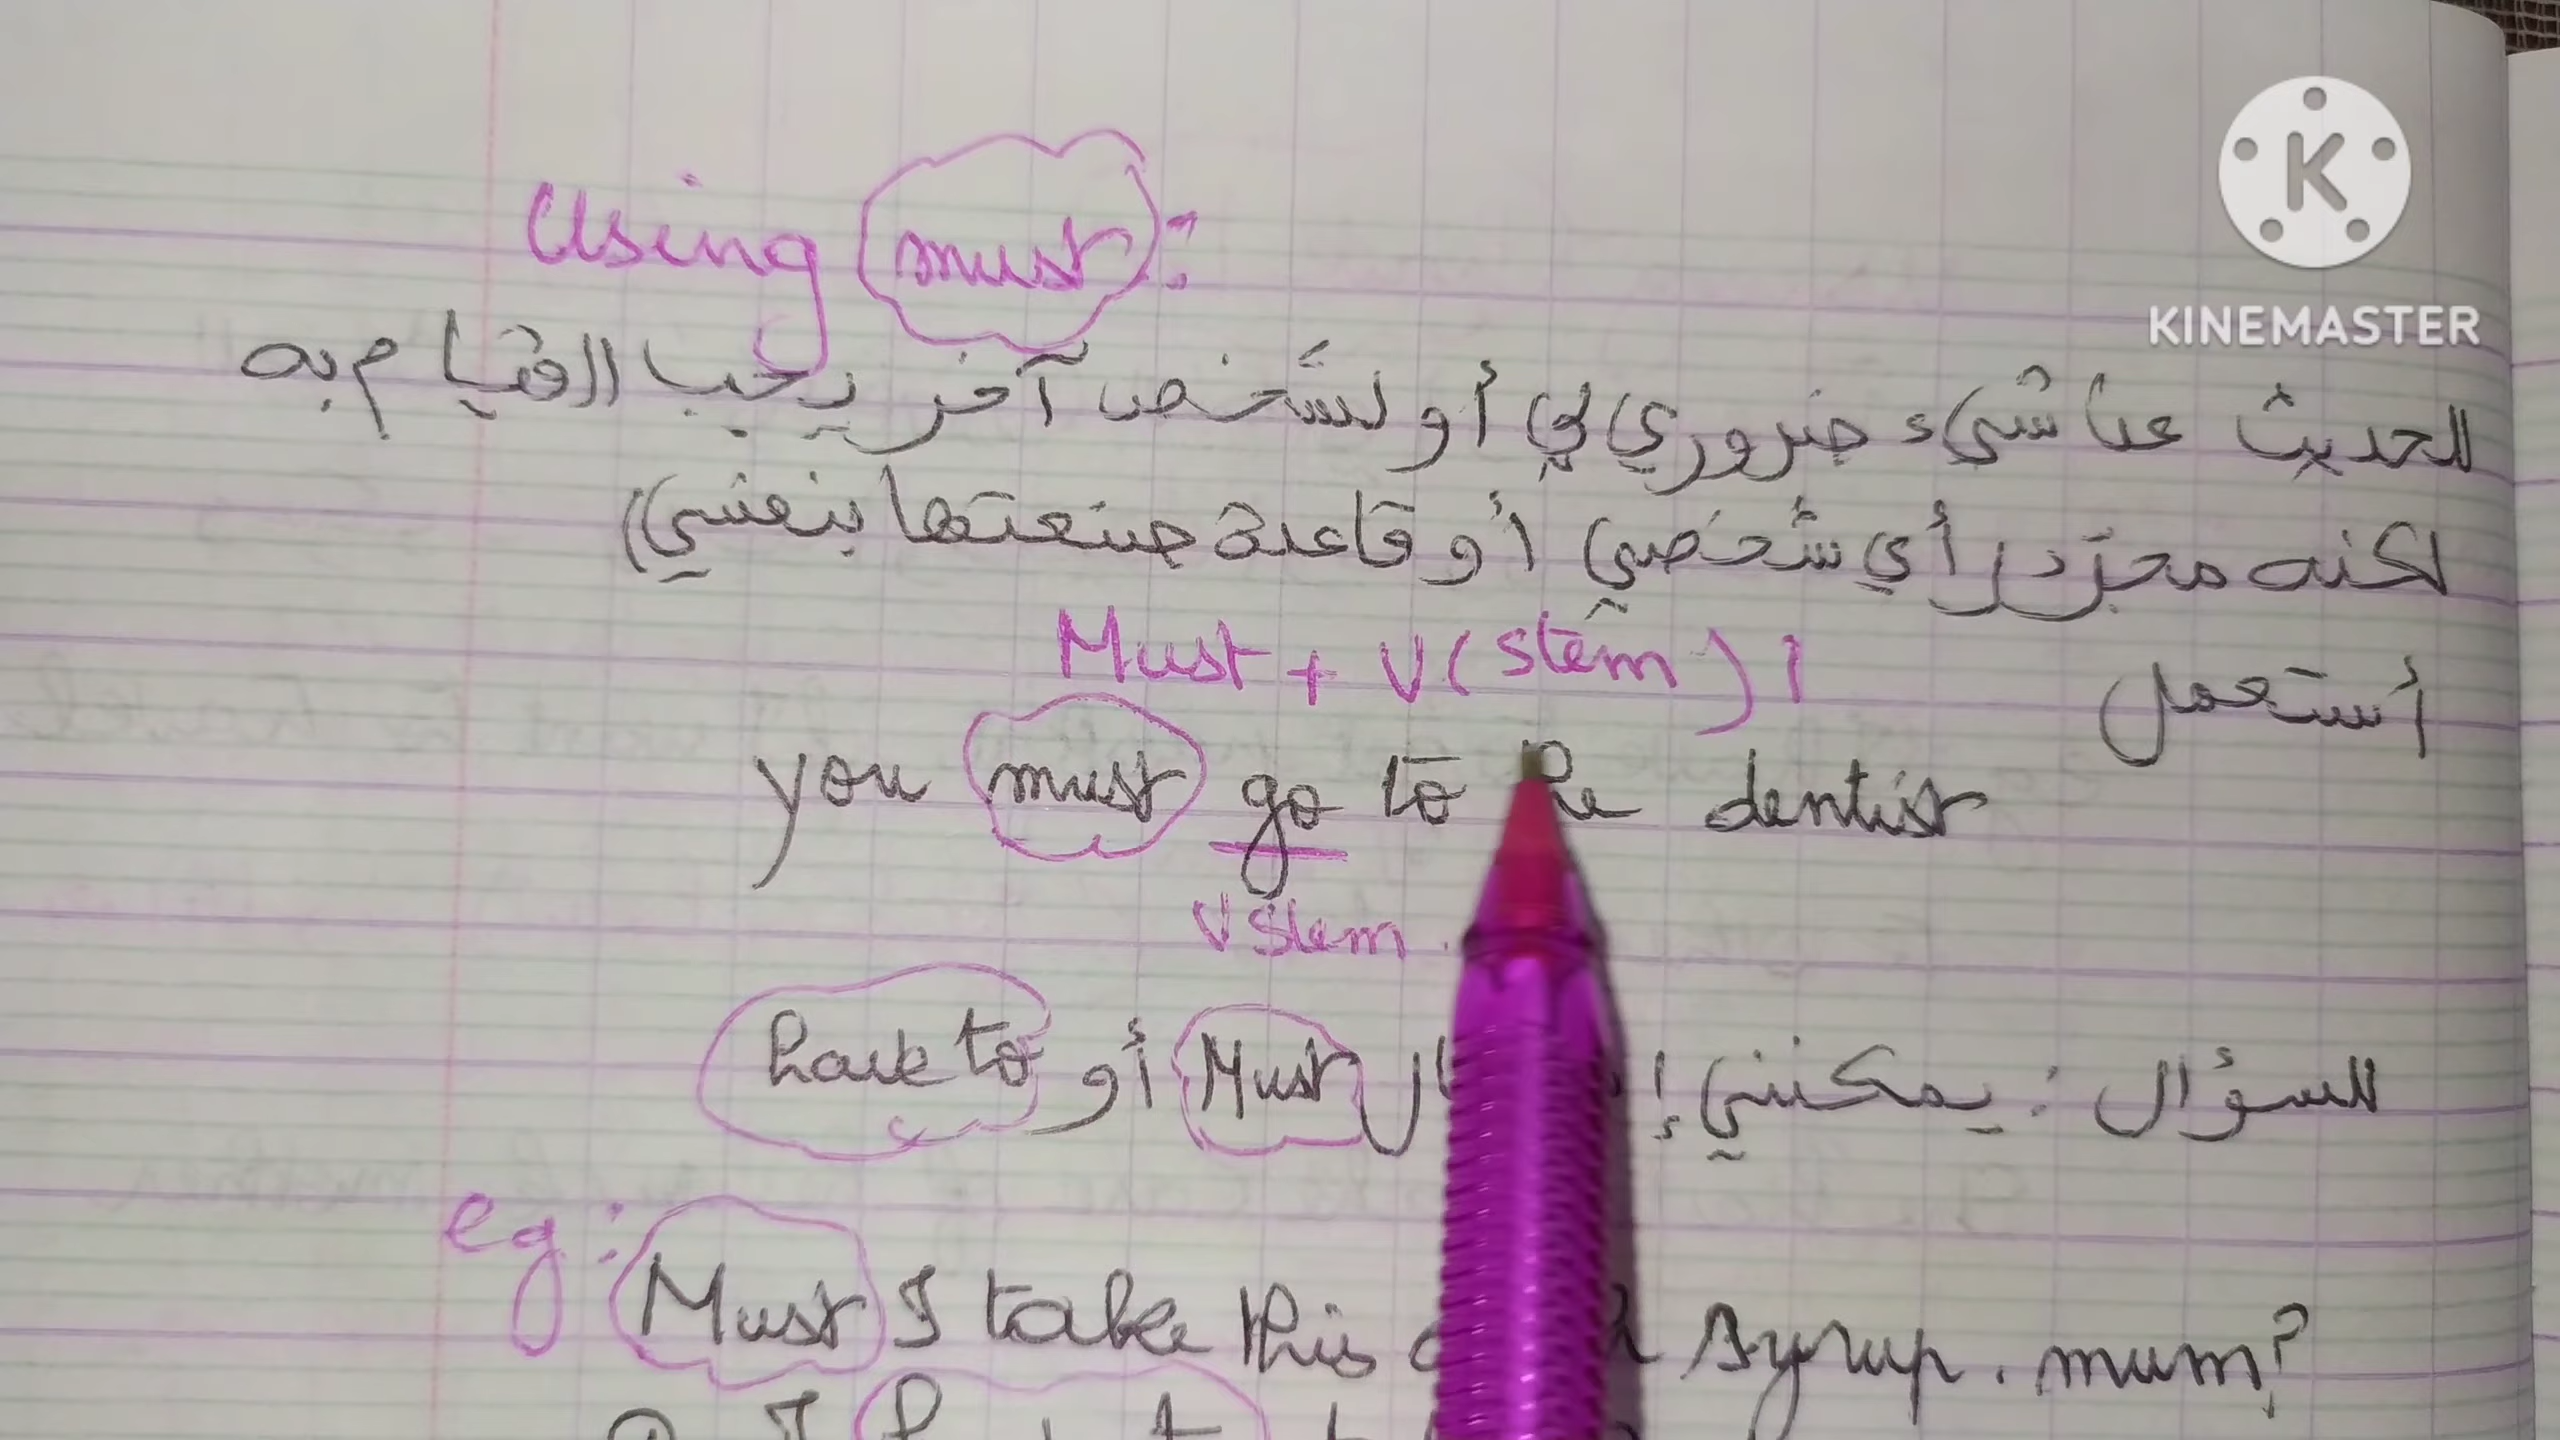 Using must:
للحديث عن شيء ضروري لي أو لشخص آخر يجب القيام به
لكنه مجرّد رأي شخصي أو قاعدة صنعتها بنفسي)
أستعمل Must + V(stem)
you must go to the dentist
V stem.
للسؤال: يمكنني Must أو have to
eg: Must I take this syrup. mum?
K
KINEMASTER